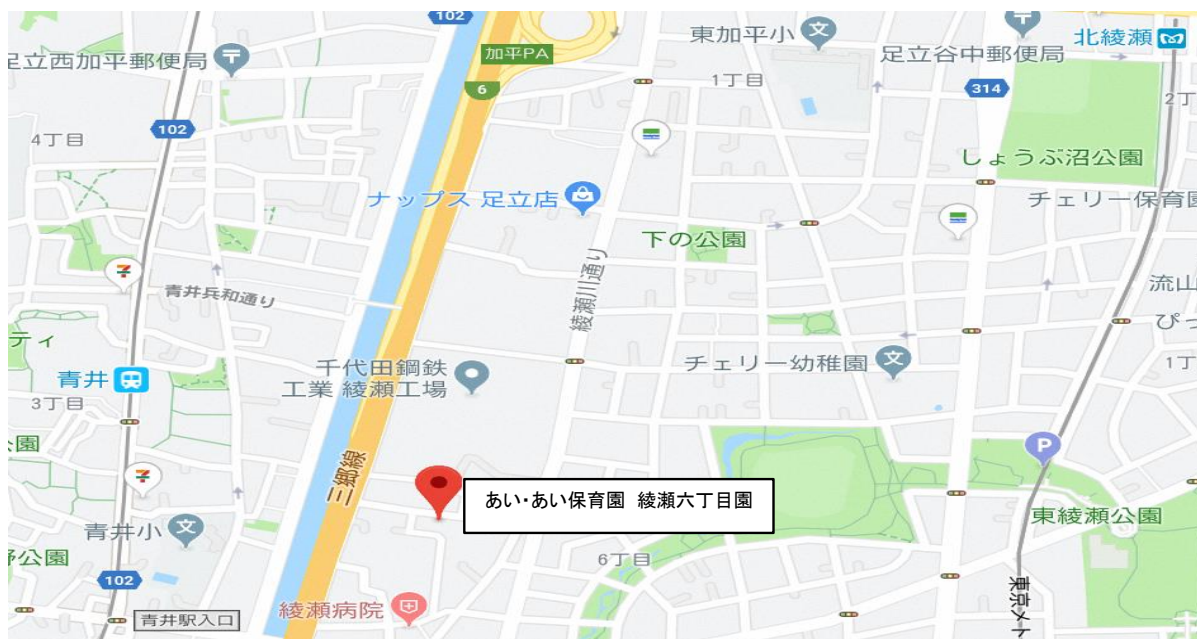 102
加平PA
東加平小
足立谷中郵便局
北綾瀬
足立西加平郵便局
6
1丁目
314
2丁
102
4丁目
しょうぶ沼公園
ナップス 足立店
チェリー保育園
下の公園
綾瀬川通り
流山
青井兵和通り
ぴっ
ティ
千代田鋼鉄
工業 綾瀬工場
チェリー幼稚園
1丁
青井
3丁目
公園
三郷線
P
あい・あい保育園 綾瀬六丁目園
東綾瀬公園
青井小
6丁目
野公園
102
東京メト
綾瀬病院
青井駅入口